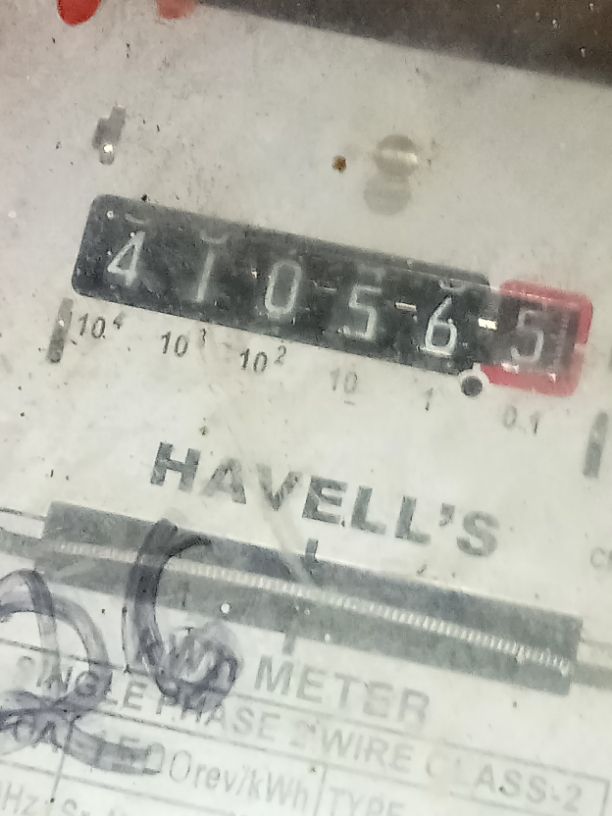 4 1 0 5 6 5
10⁴ 10³ 10² 10 1 0.1
HAVELL'S
METER
SINGLE PHASE 2 WIRE CLASS-2
rev/kWh TYPE